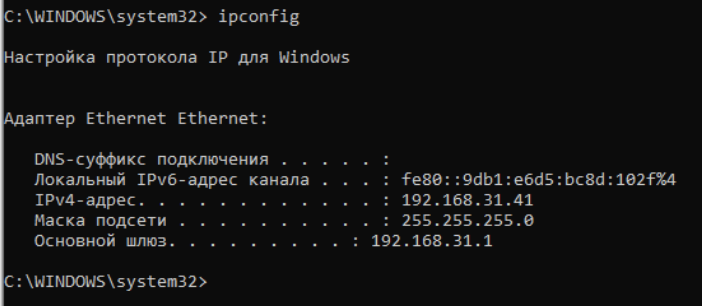 C:\WINDOWS\system32> ipconfig
Настройка протокола IP для Windows
Адаптер Ethernet Ethernet:
DNS-суффикс подключения . . . . . :
Локальный IPv6-адрес канала . . . : fe80::9db1:e6d5:bc8d:102f%4
IPv4-адрес. . . . . . . . . . . . : 192.168.31.41
Маска подсети . . . . . . . . . . : 255.255.255.0
Основной шлюз. . . . . . . . . : 192.168.31.1
C:\WINDOWS\system32>